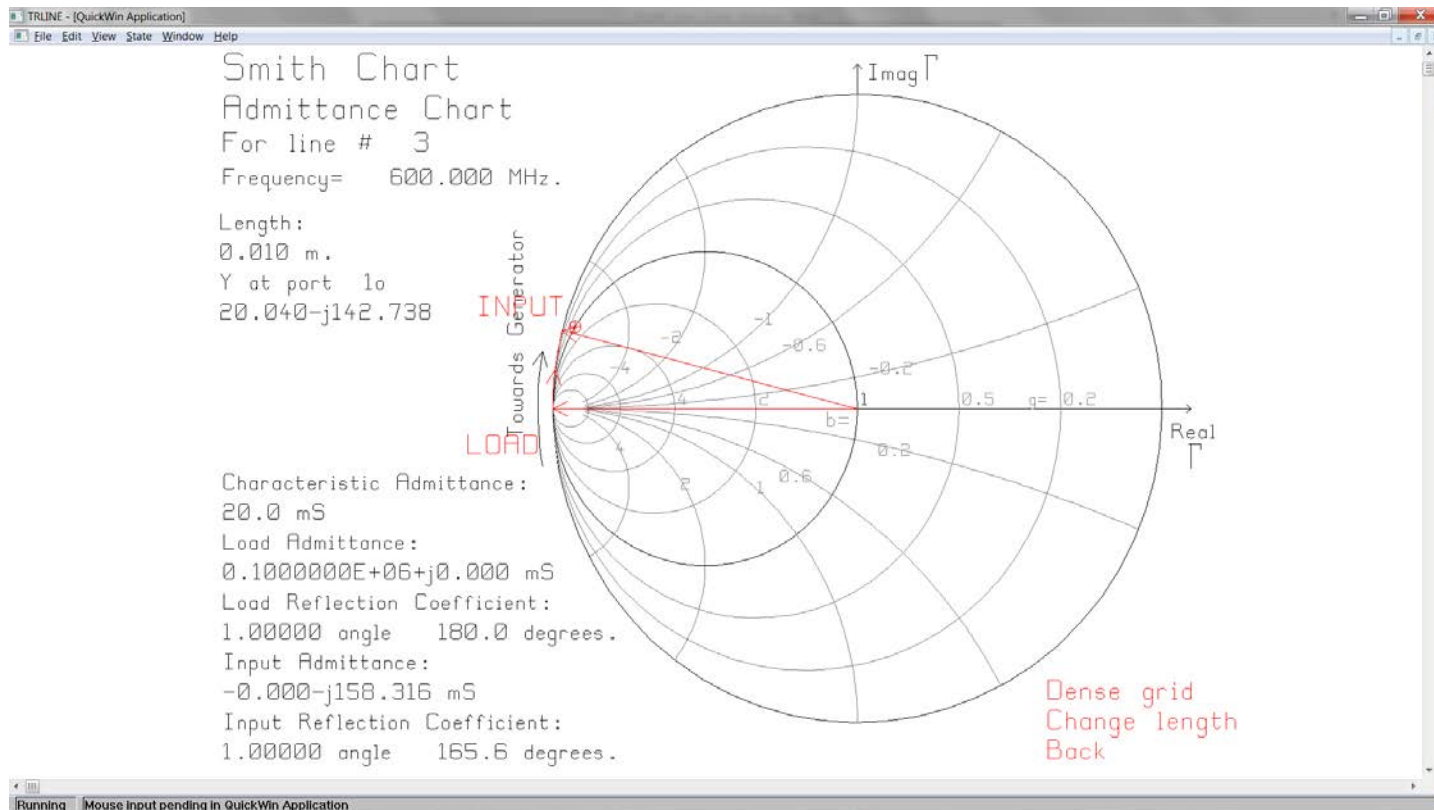 TRLINE - [QuickWin Application]
File Edit View State Window Help
Smith Chart
Admittance Chart
For line # 3
Frequency= 600.000 MHz.
Length:
0.010 m.
Y at port 1o
20.040-j142.738
Imag Γ
Towards Generator
INPUT
LOAD
-4
-2
-1
-0.6
-0.2
4
2
1
0.5
g=
0.2
b=
0.2
0.6
1
2
4
Real
Γ
Characteristic Admittance:
20.0 mS
Load Admittance:
0.1000000E+06+j0.000 mS
Load Reflection Coefficient:
1.00000 angle 180.0 degrees.
Input Admittance:
-0.000-j158.316 mS
Input Reflection Coefficient:
1.00000 angle 165.6 degrees.
Dense grid
Change length
Back
Running Mouse input pending in QuickWin Application